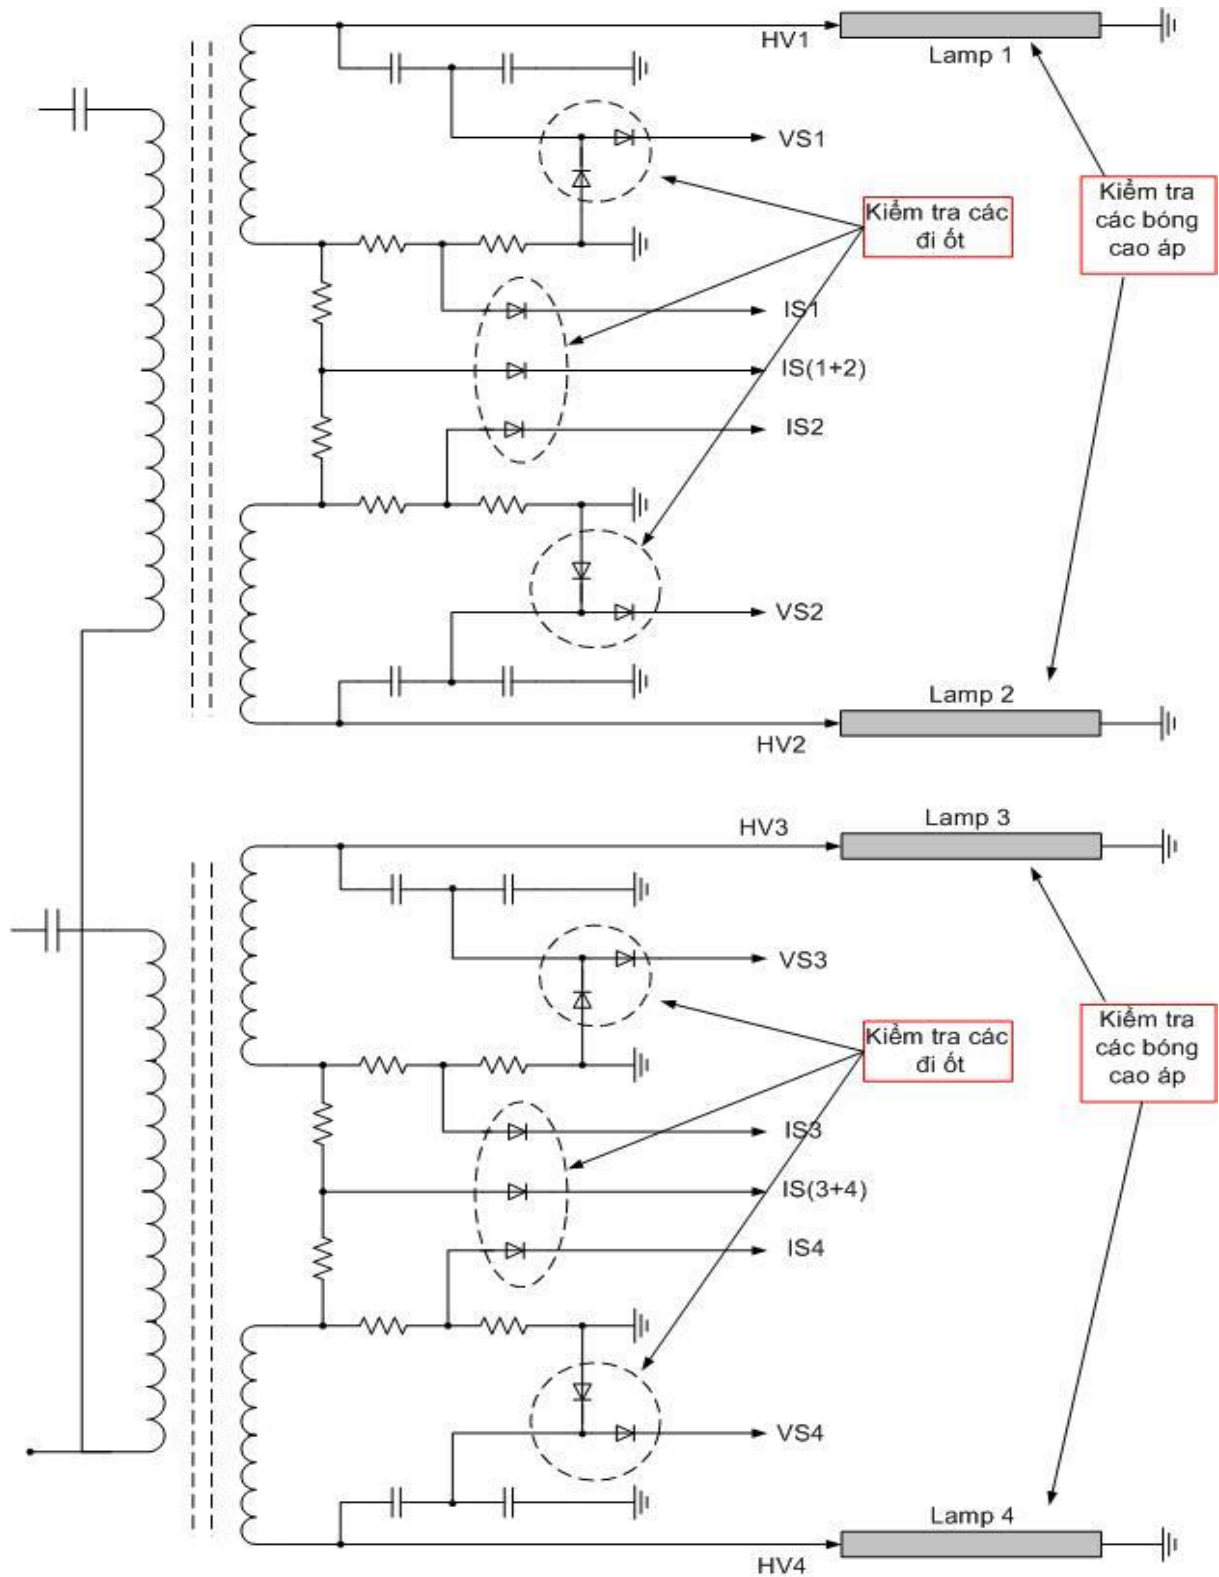 HV1
Lamp 1
VS1
Kiểm tra các
đi ốt
Kiểm tra
các bóng
cao áp
IS1
IS(1+2)
IS2
VS2
Lamp 2
HV2
HV3
Lamp 3
VS3
Kiểm tra các
đi ốt
Kiểm tra
các bóng
cao áp
IS3
IS(3+4)
IS4
VS4
Lamp 4
HV4